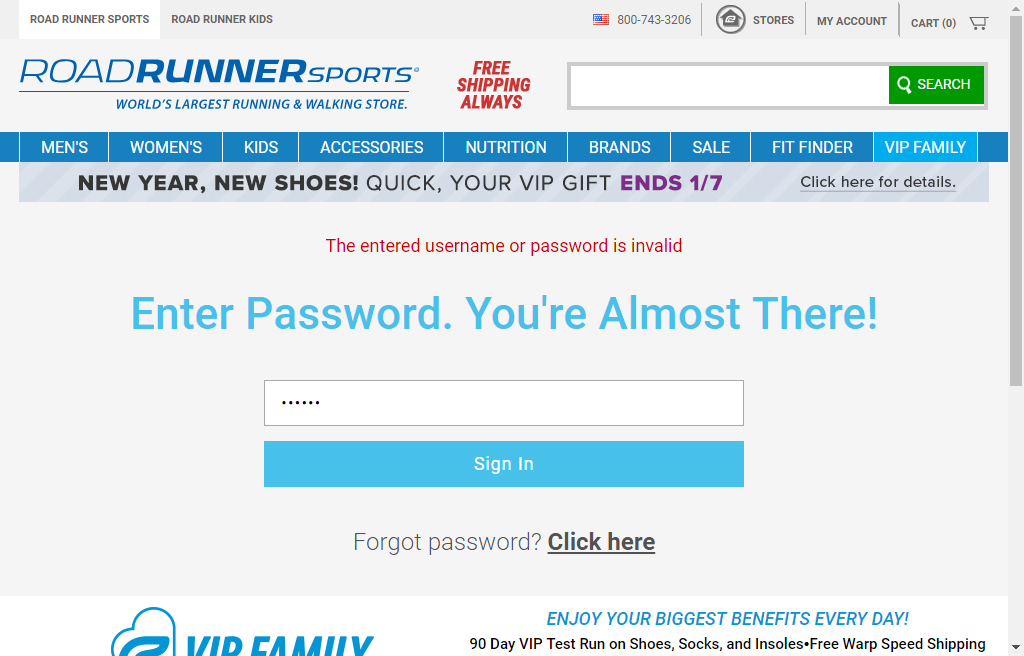 ROAD RUNNER SPORTS
ROAD RUNNER KIDS
800-743-3206
STORES
MY ACCOUNT
CART (0)
ROADRUNNERSPORTS
WORLD'S LARGEST RUNNING & WALKING STORE.
FREE
SHIPPING
ALWAYS
SEARCH
MEN'S
WOMEN'S
KIDS
ACCESSORIES
NUTRITION
BRANDS
SALE
FIT FINDER
VIP FAMILY
NEW YEAR, NEW SHOES! QUICK, YOUR VIP GIFT ENDS 1/7
Click here for details.
The entered username or password is invalid
Enter Password. You're Almost There!
••••••
Sign In
Forgot password? Click here
VIP FAMILY
ENJOY YOUR BIGGEST BENEFITS EVERY DAY!
90 Day VIP Test Run on Shoes, Socks, and Insoles•Free Warp Speed Shipping